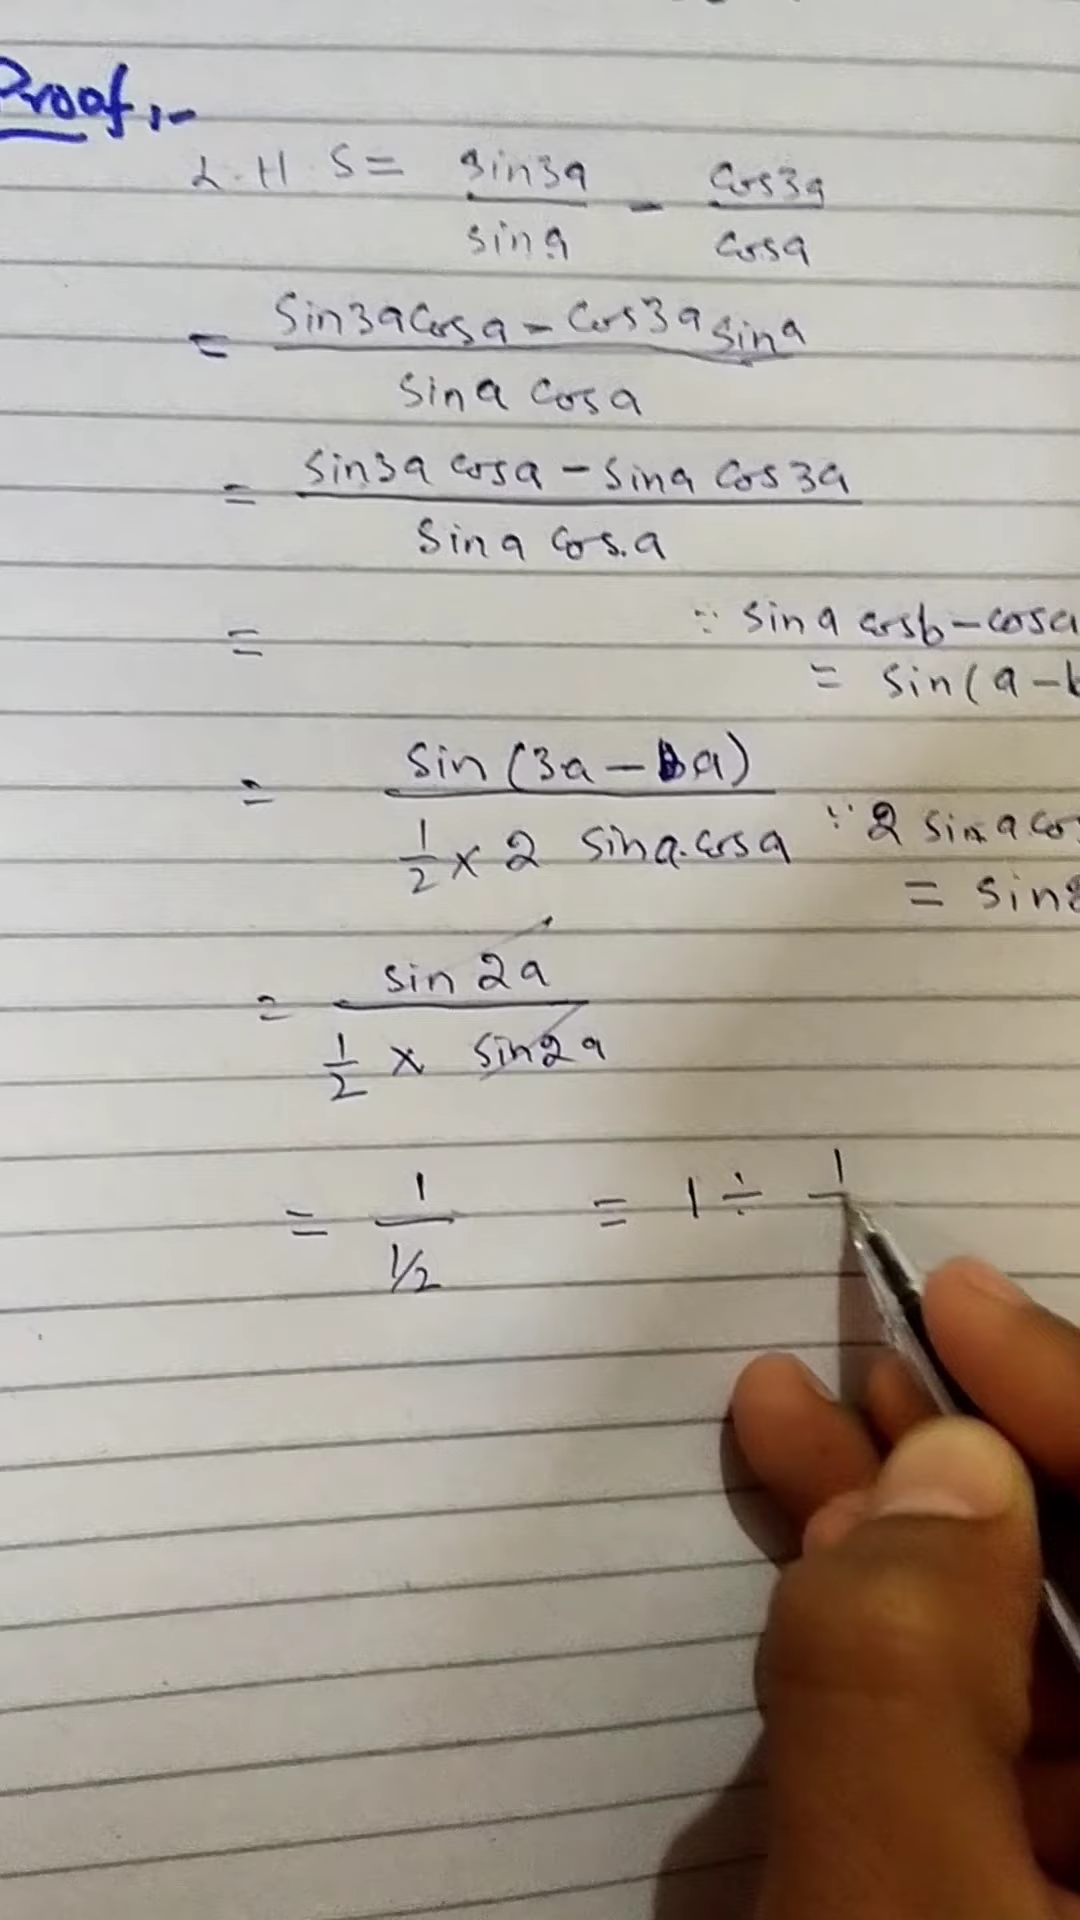 Proof:-
L.H.S = sin3a/sina - cos3a/cosa
= sin3a cosa - cos3a sina / sina cosa
= sin3a cosa - sina cos3a / sina cos.a
= ∵ sina cosb - cosa
= sin(a-b
= sin(3a - a) / 1/2 × 2 sina.cosa ∵ 2 sina cos
= sin2
= sin2a / 1/2 × sin2a
= 1 / 1/2 = 1 ÷ 1